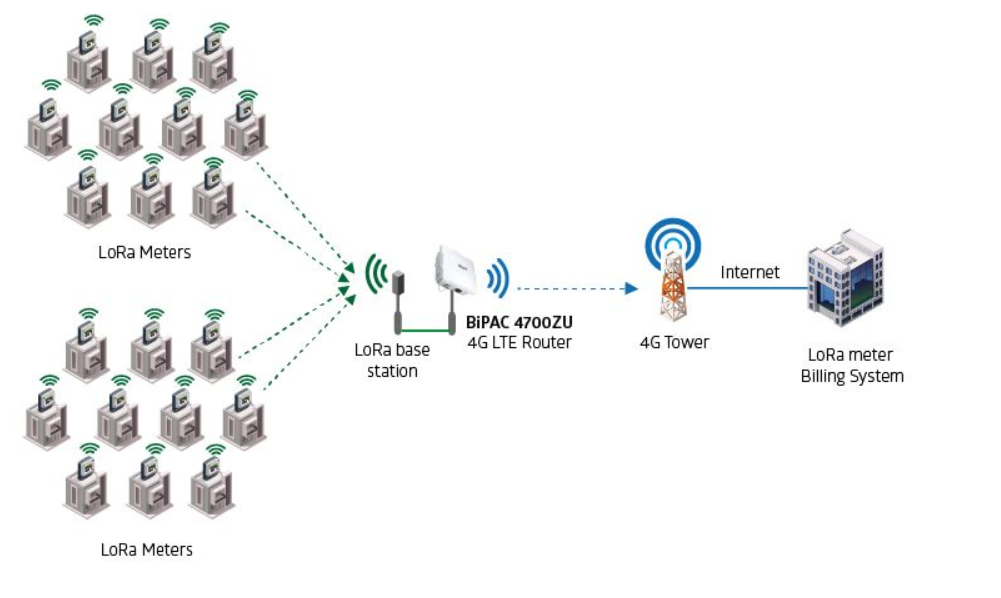 LoRa Meters
LoRa Meters
LoRa base
station
BiPAC 4700ZU
4G LTE Router
4G Tower
Internet
LoRa meter
Billing System